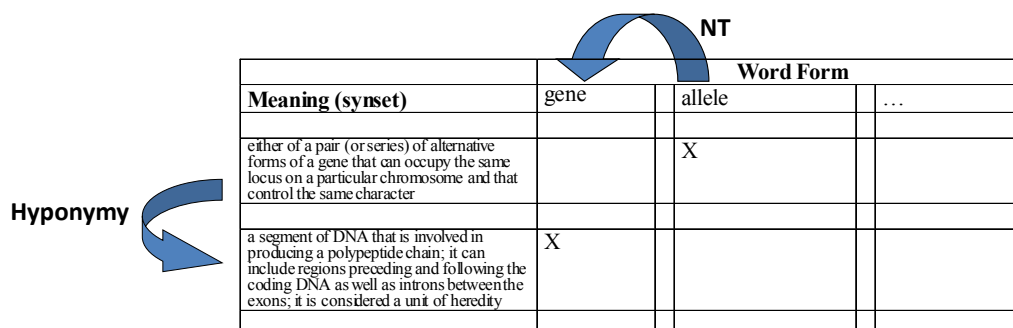 NT
Word Form
Meaning (synset) gene allele …
either of a pair (or series) of alternative
forms of a gene that can occupy the same
locus on a particular chromosome and that
control the same character
X
Hyponymy
a segment of DNA that is involved in
producing a polypeptide chain; it can
include regions preceding and following the
coding DNA as well as introns between the
exons; it is considered a unit of heredity
X